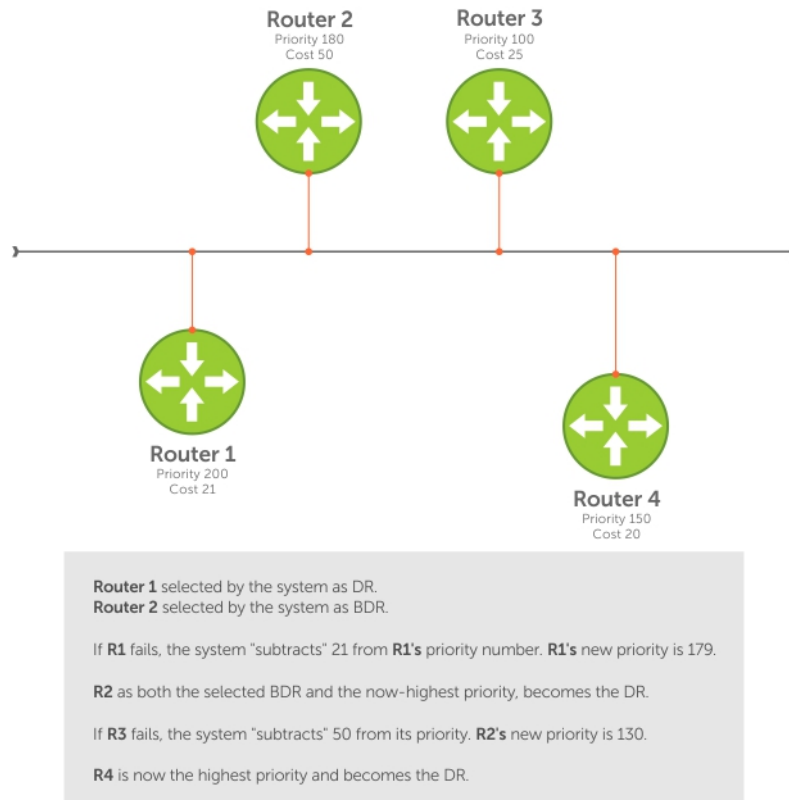 Router 2
Priority 180
Cost 50
Router 3
Priority 100
Cost 25
Router 1
Priority 200
Cost 21
Router 4
Priority 150
Cost 20
Router 1 selected by the system as DR.
Router 2 selected by the system as BDR.
If R1 fails, the system "subtracts" 21 from R1's priority number. R1's new priority is 179.
R2 as both the selected BDR and the now-highest priority, becomes the DR.
If R3 fails, the system "subtracts" 50 from its priority. R2's new priority is 130.
R4 is now the highest priority and becomes the DR.